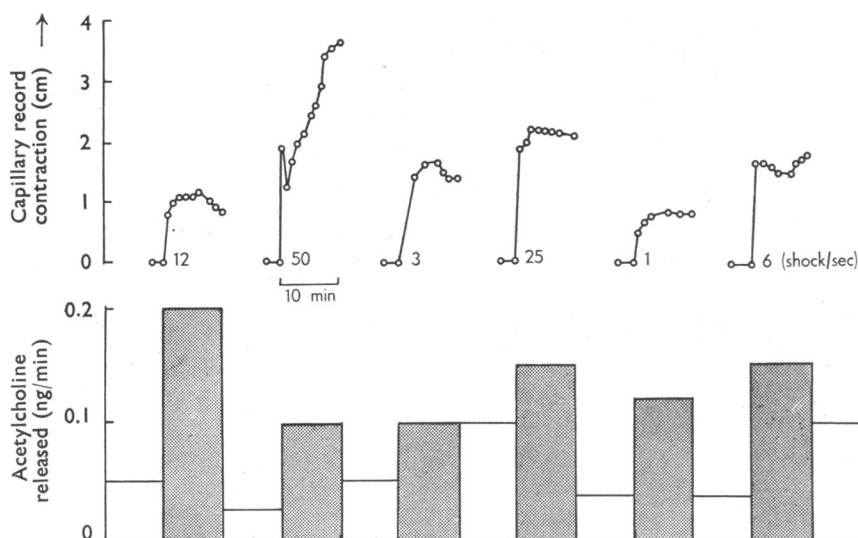 4
3
2
1
0
Capillary record
contraction (cm) →
12
50
3
25
1
6 (shock/sec)
10 min
0.2
0.1
0
Acetylcholine
released (ng/min)